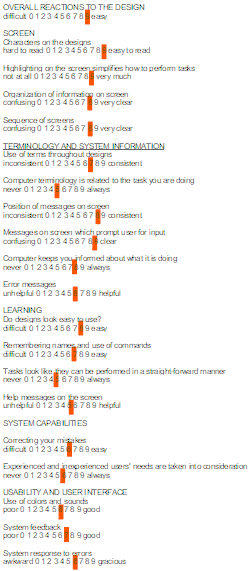 OVERALL REACTIONS TO THE DESIGN
difficult 0 1 2 3 4 5 6 7 8 9 easy
SCREEN
Characters on the designs
hard to read 0 1 2 3 4 5 6 7 8 9 easy to read
Highlighting on the screen simplifies how to perform tasks
not at all 0 1 2 3 4 5 6 7 8 9 very much
Organization of information on screen
confusing 0 1 2 3 4 5 6 7 8 9 very clear
Sequence of screens
confusing 0 1 2 3 4 5 6 7 8 9 very clear
TERMINOLOGY AND SYSTEM INFORMATION
Use of terms throughout designs
inconsistent 0 1 2 3 4 5 6 7 8 9 consistent
Computer terminology is related to the task you are doing
never 0 1 2 3 4 5 6 7 8 9 always
Position of messages on screen
inconsistent 0 1 2 3 4 5 6 7 8 9 consistent
Messages on screen which prompt user for input
confusing 0 1 2 3 4 5 6 7 8 9 clear
Computer keeps you informed about what it is doing
never 0 1 2 3 4 5 6 7 8 9 always
Error messages
unhelpful 0 1 2 3 4 5 6 7 8 9 helpful
LEARNING
Do designs look easy to use?
difficult 0 1 2 3 4 5 6 7 8 9 easy
Remembering names and use of commands
difficult 0 1 2 3 4 5 6 7 8 9 easy
Tasks look like they can be performed in a straight-forward manner
never 0 1 2 3 4 5 6 7 8 9 always
Help messages on the screen
unhelpful 0 1 2 3 4 5 6 7 8 9 helpful
SYSTEM CAPABILITIES
Correcting your mistakes
difficult 0 1 2 3 4 5 6 7 8 9 easy
Experienced and inexperienced users' needs are taken into consideration
never 0 1 2 3 4 5 6 7 8 9 always
USABILITY AND USER INTERFACE
Use of colors and sounds
poor 0 1 2 3 4 5 6 7 8 9 good
System feedback
poor 0 1 2 3 4 5 6 7 8 9 good
System response to errors
awkward 0 1 2 3 4 5 6 7 8 9 gracious